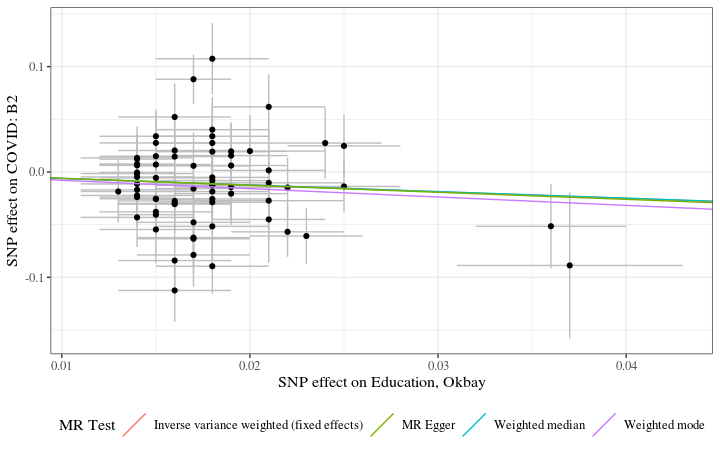 SNP effect on COVID: B2
0.1
0.0
-0.1
0.01
0.02
0.03
0.04
SNP effect on Education, Okbay
MR Test
Inverse variance weighted (fixed effects)
MR Egger
Weighted median
Weighted mode